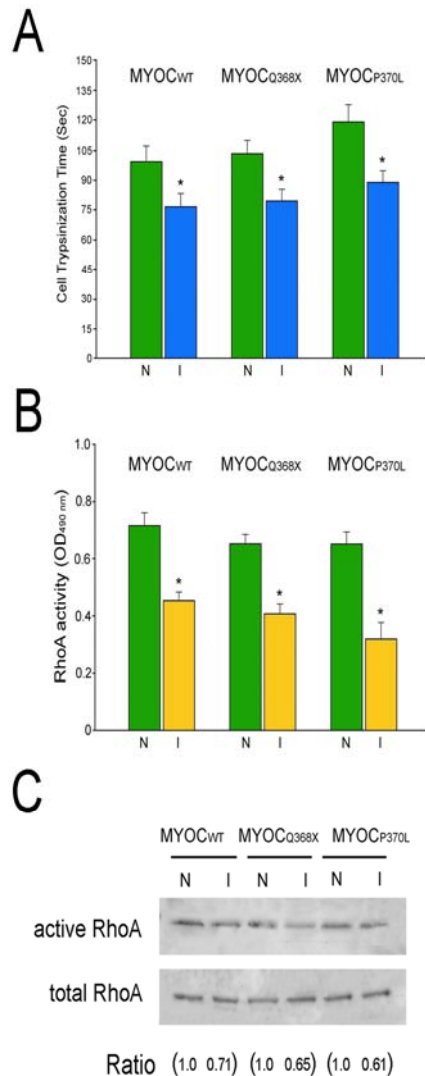 A
MYOCWT MYOCQ368X MYOCP370L
Cell Trypsinization Time (Sec)
150
135
120
105
90
75
60
45
30
15
0
* * *
N I N I N I
B
MYOCWT MYOCQ368X MYOCP370L
RhoA activity (OD490 nm)
1.0
0.8
0.6
0.4
0.2
0
* * *
N I N I N I
C
MYOCWT MYOCQ368X MYOCP370L
N I N I N I
active RhoA
total RhoA
Ratio (1.0 0.71) (1.0 0.65) (1.0 0.61)